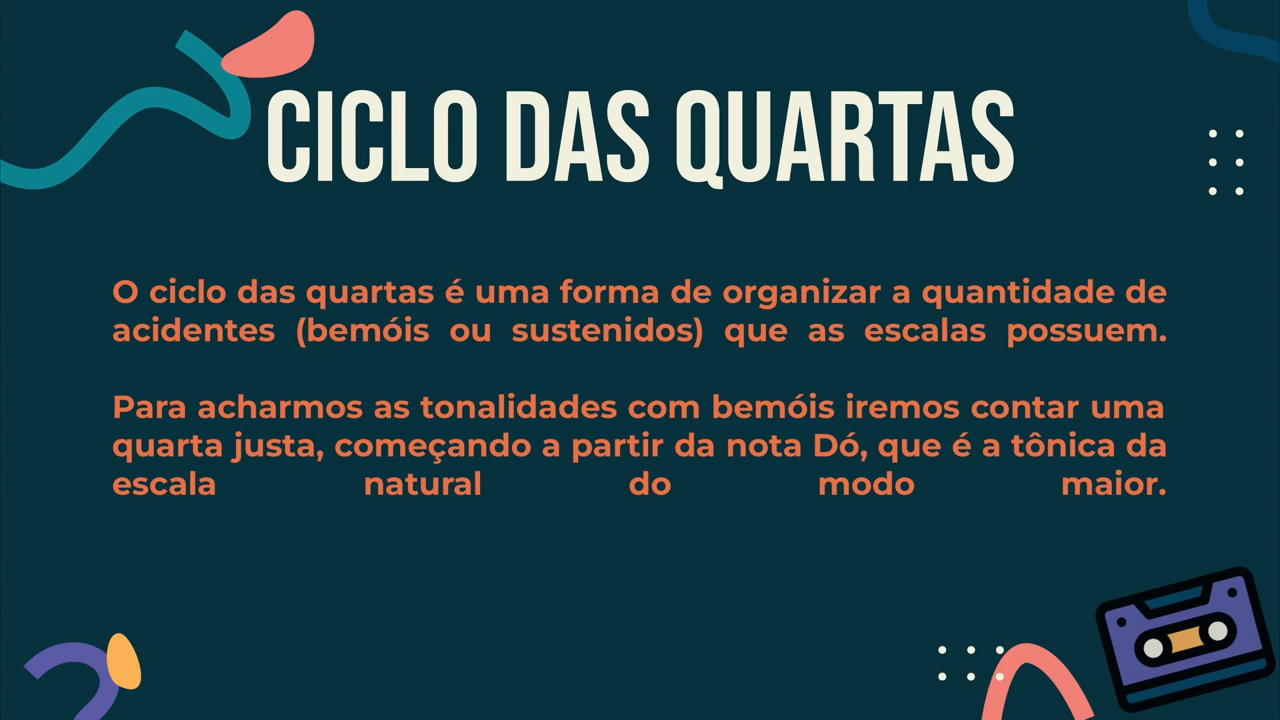 CICLO DAS QUARTAS
O ciclo das quartas é uma forma de organizar a quantidade de
acidentes (bemóis ou sustenidos) que as escalas possuem.
Para acharmos as tonalidades com bemóis iremos contar uma
quarta justa, começando a partir da nota Dó, que é a tônica da
escala natural do modo maior.